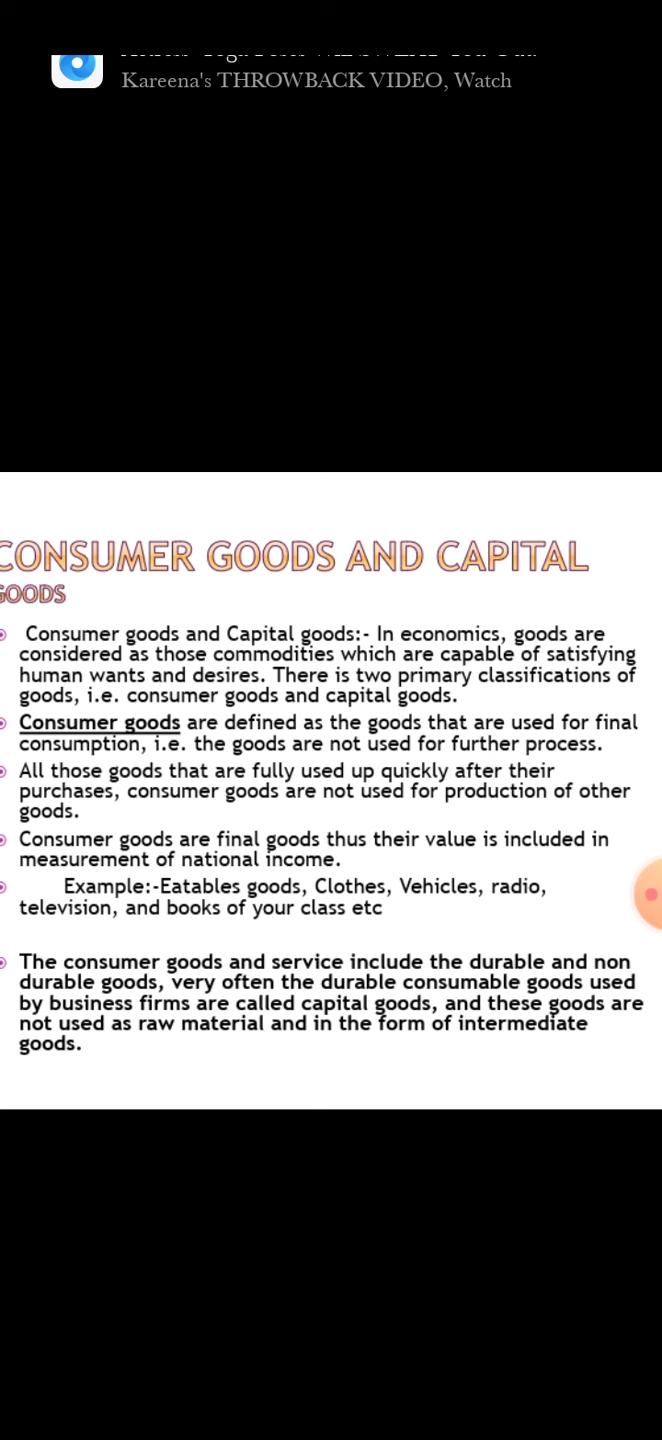 Kareena's THROWBACK VIDEO, Watch
CONSUMER GOODS AND CAPITAL
GOODS
Consumer goods and Capital goods:- In economics, goods are
considered as those commodities which are capable of satisfying
human wants and desires. There is two primary classifications of
goods, i.e. consumer goods and capital goods.
Consumer goods are defined as the goods that are used for final
consumption, i.e. the goods are not used for further process.
All those goods that are fully used up quickly after their
purchases, consumer goods are not used for production of other
goods.
Consumer goods are final goods thus their value is included in
measurement of national income.
Example:-Eatables goods, Clothes, Vehicles, radio,
television, and books of your class etc
The consumer goods and service include the durable and non
durable goods, very often the durable consumable goods used
by business firms are called capital goods, and these goods are
not used as raw material and in the form of intermediate
goods.